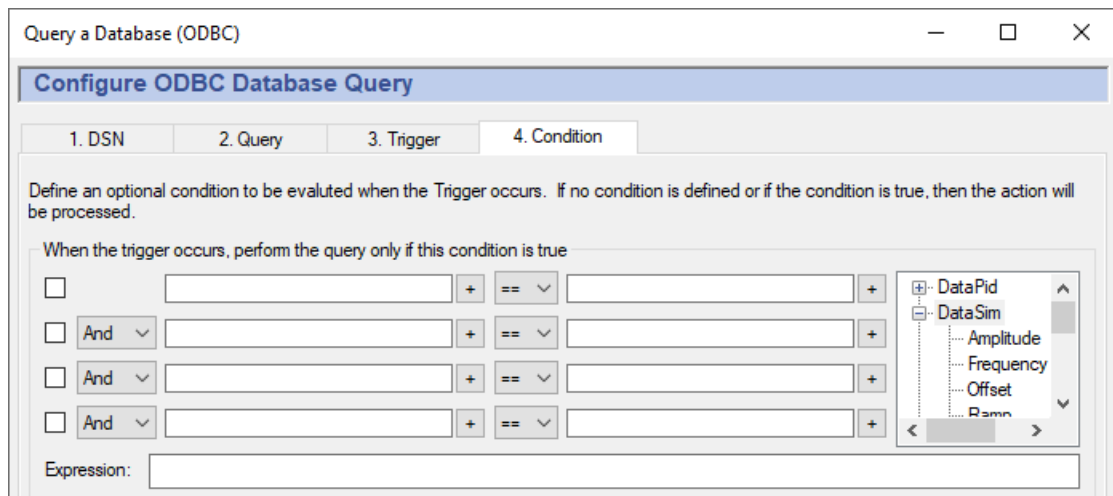 Query a Database (ODBC)
Configure ODBC Database Query
1. DSN 2. Query 3. Trigger 4. Condition
Define an optional condition to be evaluted when the Trigger occurs. If no condition is defined or if the condition is true, then the action will
be processed.
When the trigger occurs, perform the query only if this condition is true
+ == + DataPid
DataSim
And + == + Amplitude
Frequency
And + == + Offset
Ramp
And + == +
Expression: